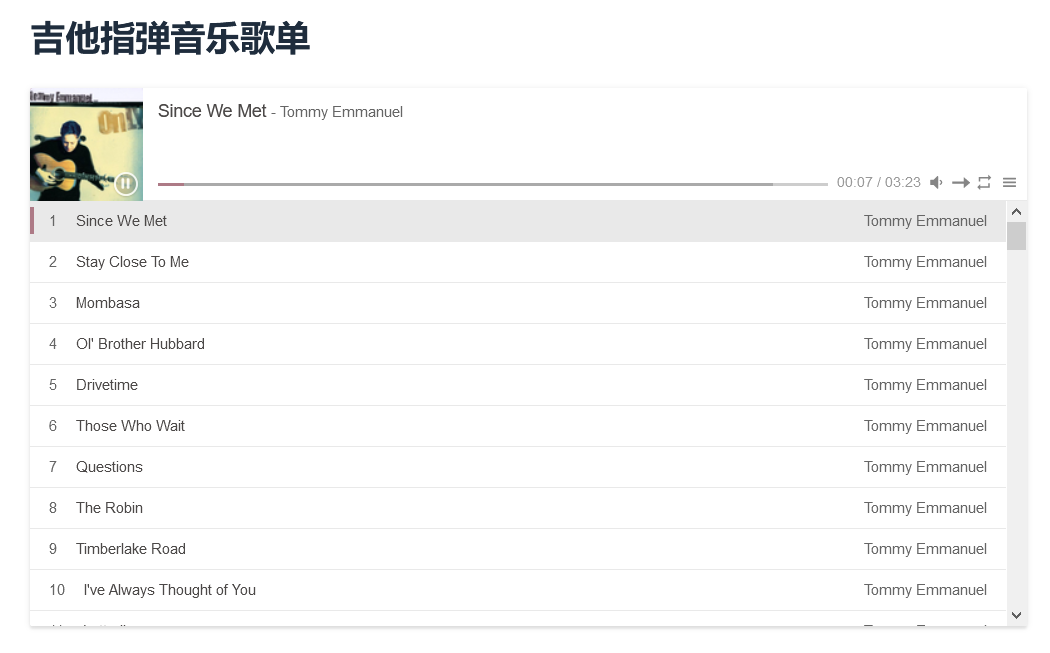 吉他指弹音乐歌单
Tommy Emmanuel
Only
Since We Met - Tommy Emmanuel
00:07 / 03:23
1 Since We Met Tommy Emmanuel
2 Stay Close To Me Tommy Emmanuel
3 Mombasa Tommy Emmanuel
4 Ol' Brother Hubbard Tommy Emmanuel
5 Drivetime Tommy Emmanuel
6 Those Who Wait Tommy Emmanuel
7 Questions Tommy Emmanuel
8 The Robin Tommy Emmanuel
9 Timberlake Road Tommy Emmanuel
10 I've Always Thought of You Tommy Emmanuel